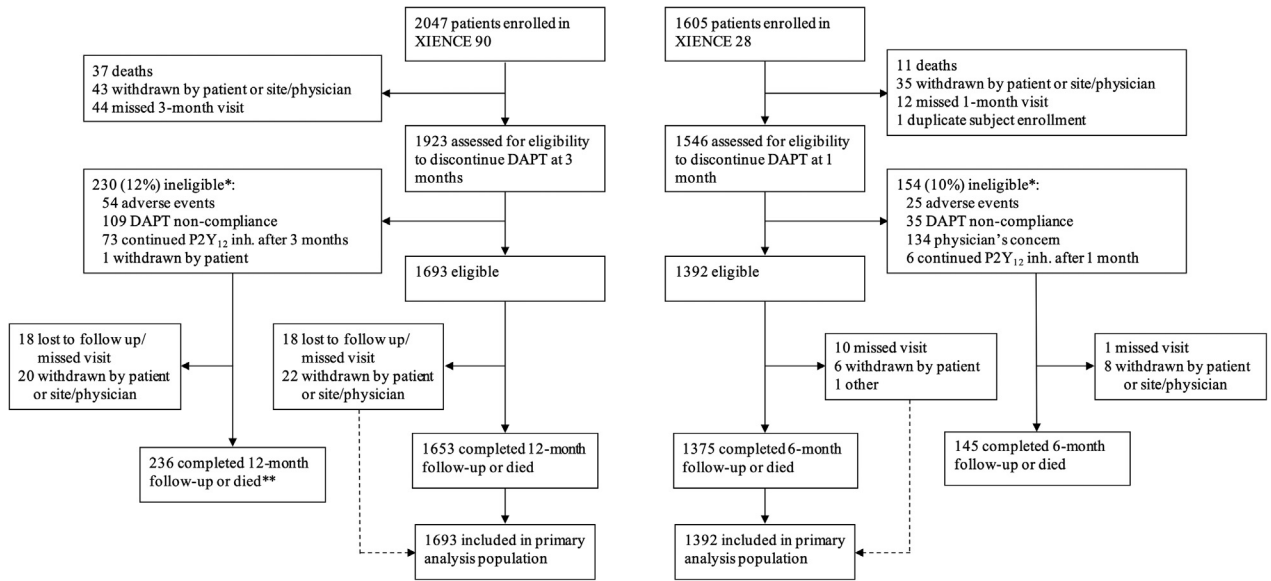 2047 patients enrolled in
XIENCE 90
37 deaths
43 withdrawn by patient or site/physician
44 missed 3-month visit
1923 assessed for eligibility
to discontinue DAPT at 3
months
230 (12%) ineligible*:
54 adverse events
109 DAPT non-compliance
73 continued P2Y12 inh. after 3 months
1 withdrawn by patient
1693 eligible
18 lost to follow up/
missed visit
20 withdrawn by patient
or site/physician
18 lost to follow up/
missed visit
22 withdrawn by patient
or site/physician
236 completed 12-month
follow-up or died**
1653 completed 12-month
follow-up or died
1693 included in primary
analysis population
1605 patients enrolled in
XIENCE 28
11 deaths
35 withdrawn by patient or site/physician
12 missed 1-month visit
1 duplicate subject enrollment
1546 assessed for eligibility
to discontinue DAPT at 1
month
154 (10%) ineligible*:
25 adverse events
35 DAPT non-compliance
134 physician's concern
6 continued P2Y12 inh. after 1 month
1392 eligible
10 missed visit
6 withdrawn by patient
1 other
1 missed visit
8 withdrawn by patient
or site/physician
1375 completed 6-month
follow-up or died
145 completed 6-month
follow-up or died
1392 included in primary
analysis population